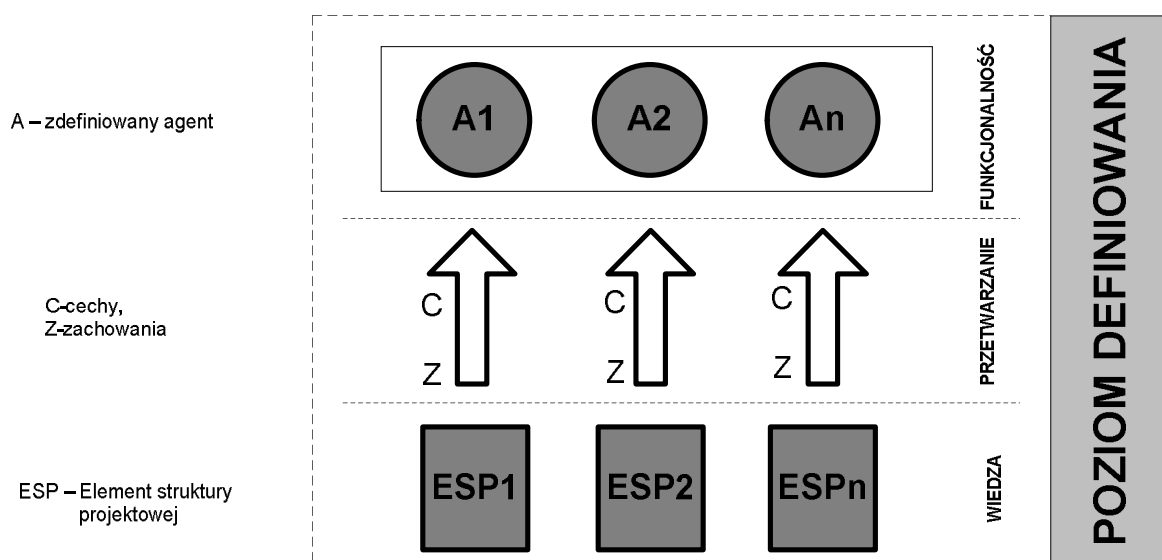 A – zdefiniowany agent
A1 A2 An
FUNKCJONALNOŚĆ
C-cechy,
Z-zachowania
C C C
Z Z Z
PRZETWARZANIE
ESP – Element struktury
projektowej
ESP1 ESP2 ESPn
WIEDZA
POZIOM DEFINIOWANIA